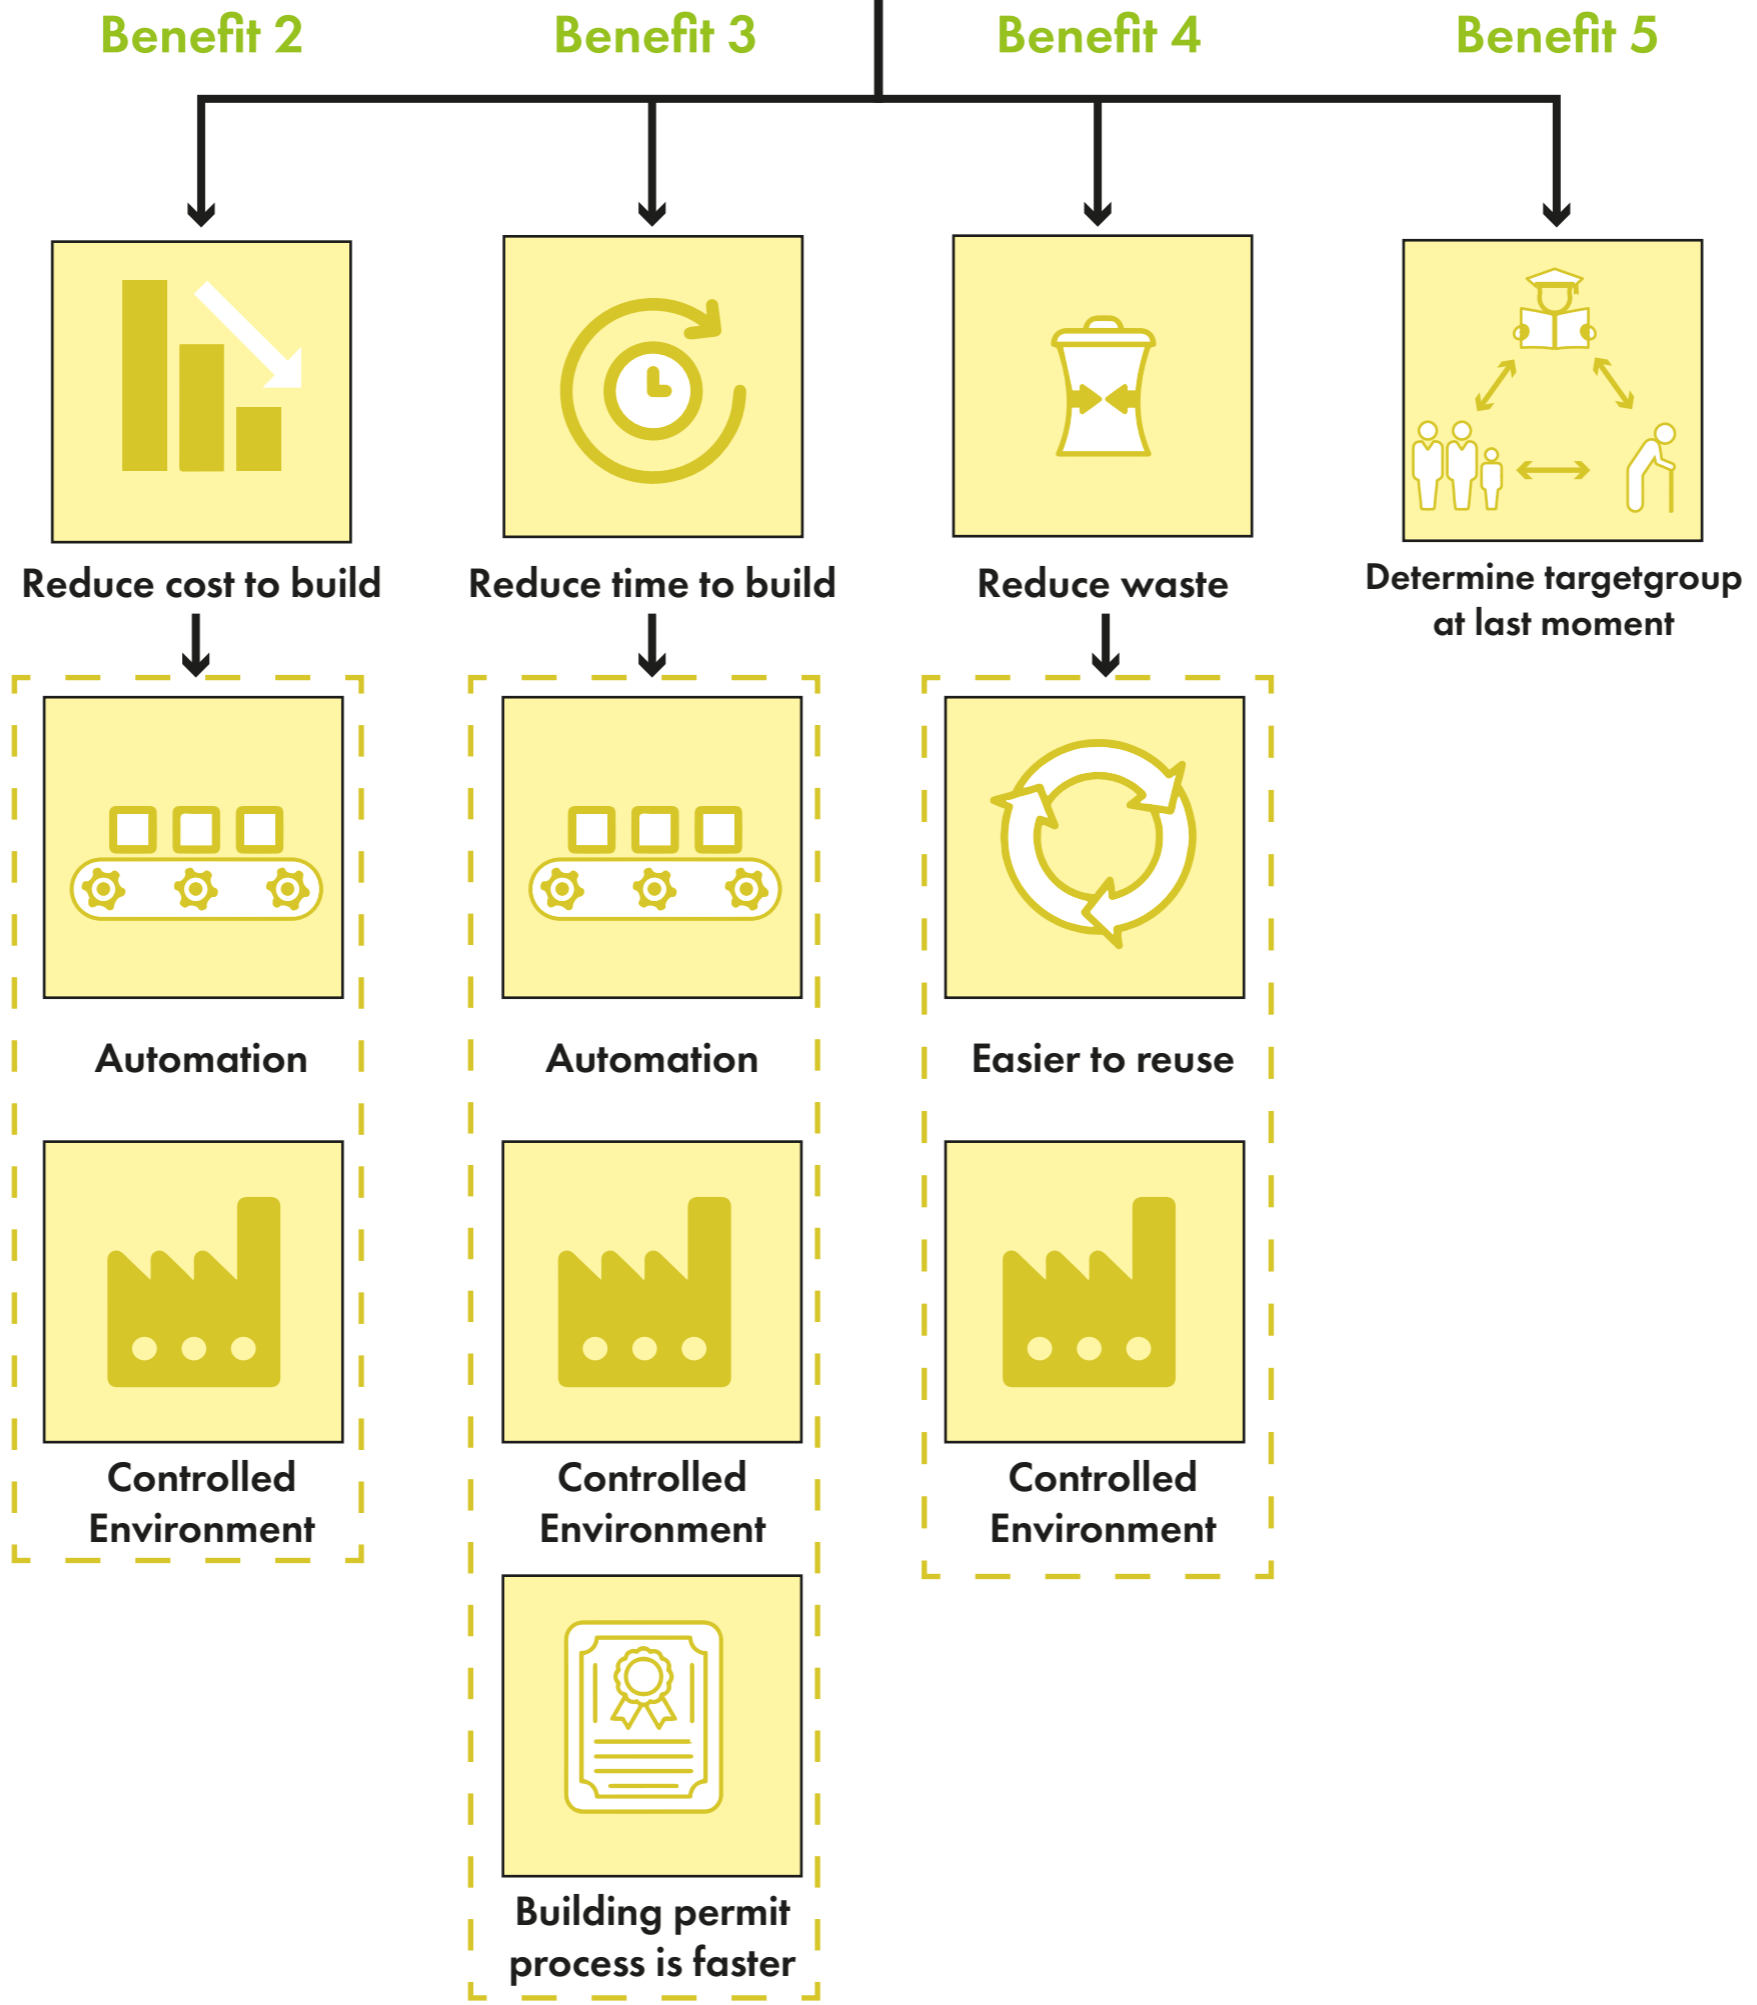 Benefit 2
Benefit 3
Benefit 4
Benefit 5
Reduce cost to build
Reduce time to build
Reduce waste
Determine targetgroup
at last moment
Automation
Automation
Easier to reuse
Controlled
Environment
Controlled
Environment
Controlled
Environment
Building permit
process is faster